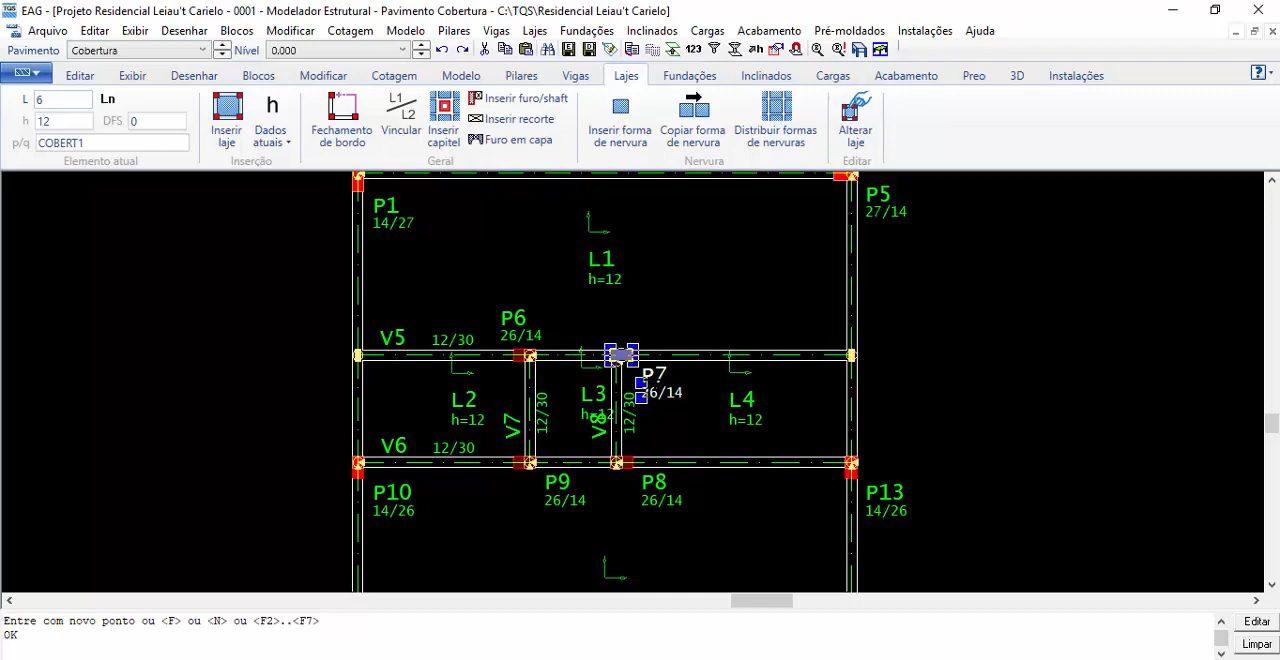 EAG - [Projeto Residencial Leiau't Carielo - 0001 - Modelador Estrutural - Pavimento Cobertura - C:\TQS\Residencial Leiau't Carielo]
Arquivo Editar Exibir Desenhar Blocos Modificar Cotagem Modelo Pilares Vigas Lajes Fundações Inclinados Cargas Acabamento Pré-moldados Instalações Ajuda
Pavimento Cobertura Nível 0.000 123
Editar Exibir Desenhar Blocos Modificar Cotagem Modelo Pilares Vigas Lajes Fundações Inclinados Cargas Acabamento Preo 3D Instalações
L 6 Ln
h 12 DFS 0
p/q COBERT1
Elemento atual
h
Inserir laje
Dados atuais
Inserção
L1
L2
Fechamento de bordo
Vincular
Inserir capitel
Inserir furo/shaft
Inserir recorte
Furo em capa
Geral
Inserir forma de nervura
Copiar forma de nervura
Distribuir formas de nervuras
Nervura
Alterar laje
Editar
P1
14/27
P5
27/14
L1
h=12
P6
26/14
V5 12/30
P7
26/14
L2
h=12
V7 12/30
L3
h=12
V8 12/30
L4
h=12
V6 12/30
P10
14/26
P9
26/14
P8
26/14
P13
14/26
Entre com novo ponto ou <F> ou <N> ou <F2>..<F7>
OK
Editar
Limpar